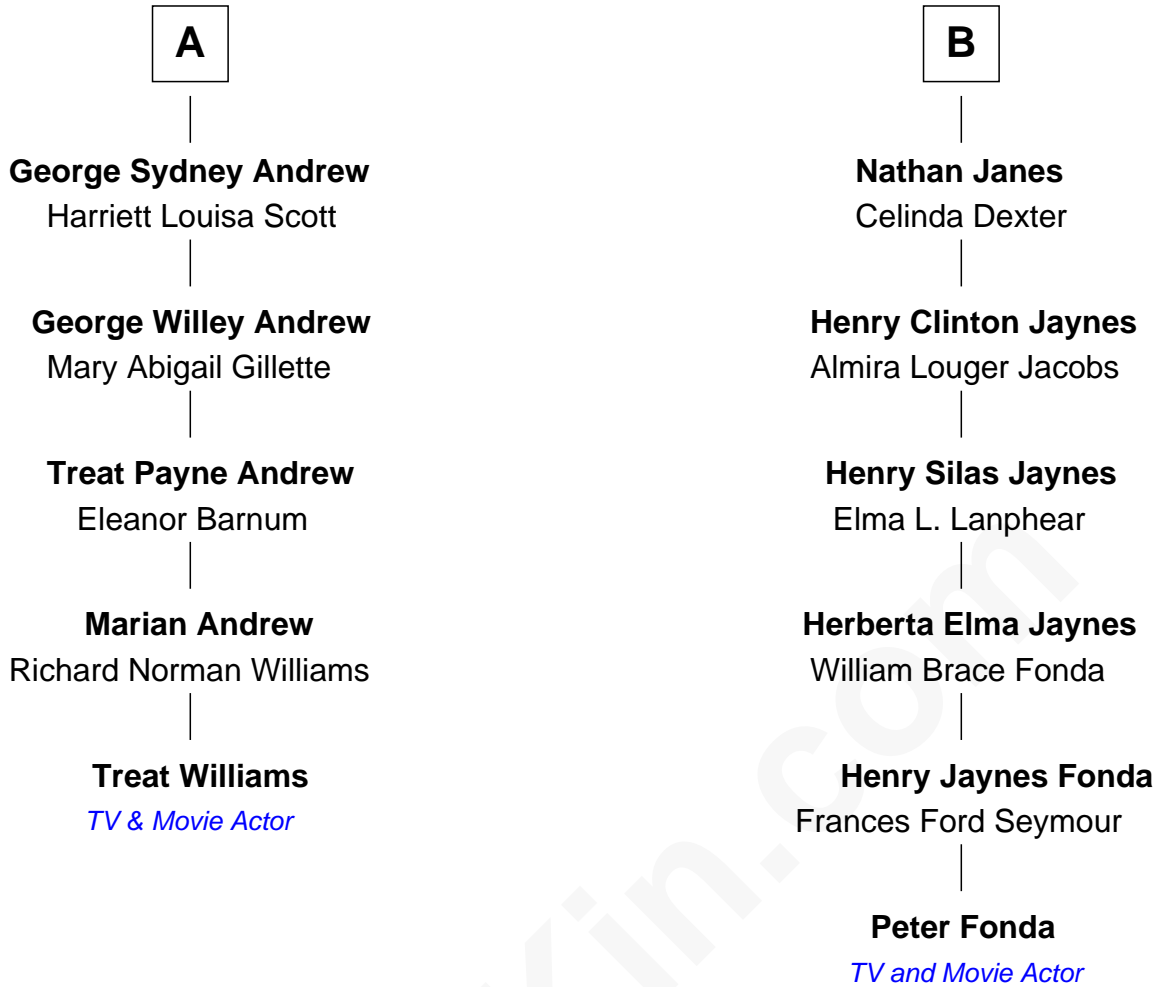 A
George Sydney Andrew
Harriett Louisa Scott
George Willey Andrew
Mary Abigail Gillette
Treat Payne Andrew
Eleanor Barnum
Marian Andrew
Richard Norman Williams
Treat Williams
TV & Movie Actor
B
Nathan Janes
Celinda Dexter
Henry Clinton Jaynes
Almira Louger Jacobs
Henry Silas Jaynes
Elma L. Lanphear
Herberta Elma Jaynes
William Brace Fonda
Henry Jaynes Fonda
Frances Ford Seymour
Peter Fonda
TV and Movie Actor
Kin.com